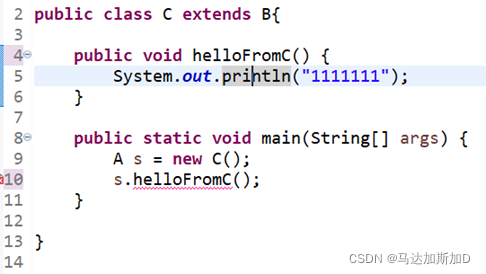 2 public class C extends B{
3
4 public void helloFromC() {
5 System.out.println("1111111");
6 }
7
8 public static void main(String[] args) {
9 A s = new C();
10 s.helloFromC();
11 }
12
13 }
14
CSDN @马达加斯加D